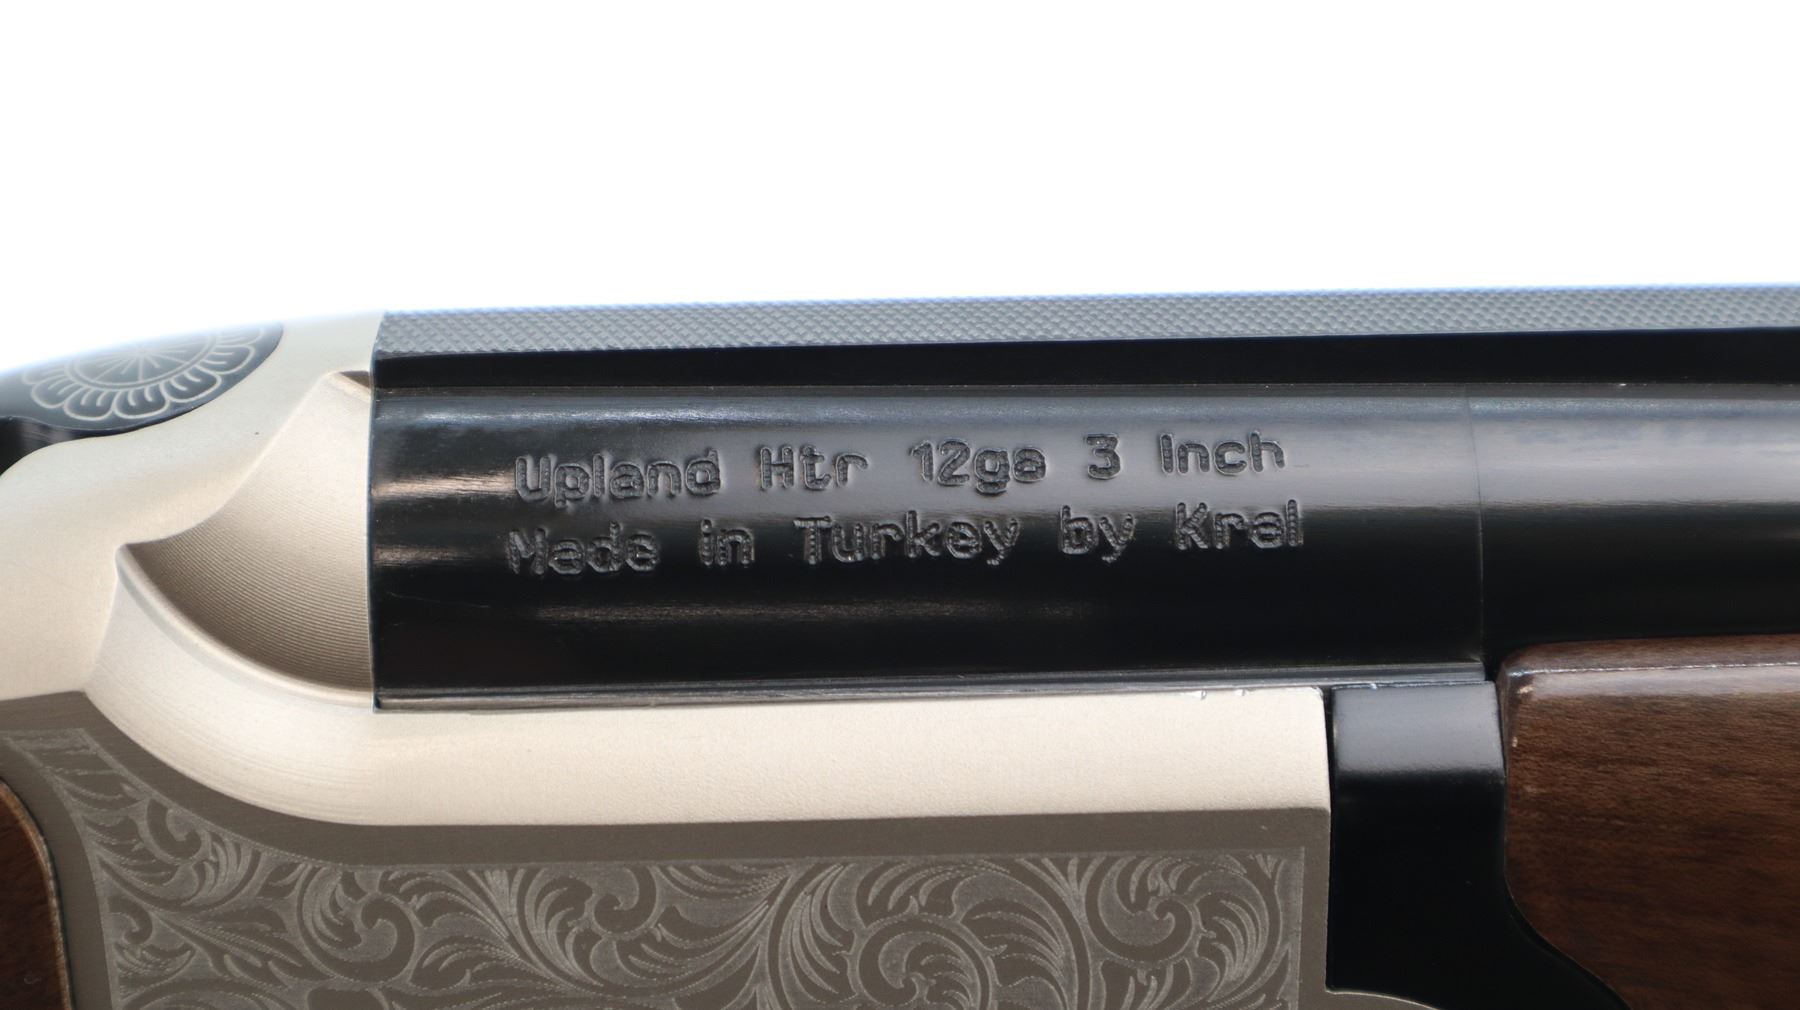 Upland Htr 12ga 3 Inch
Made in Turkey by Kral